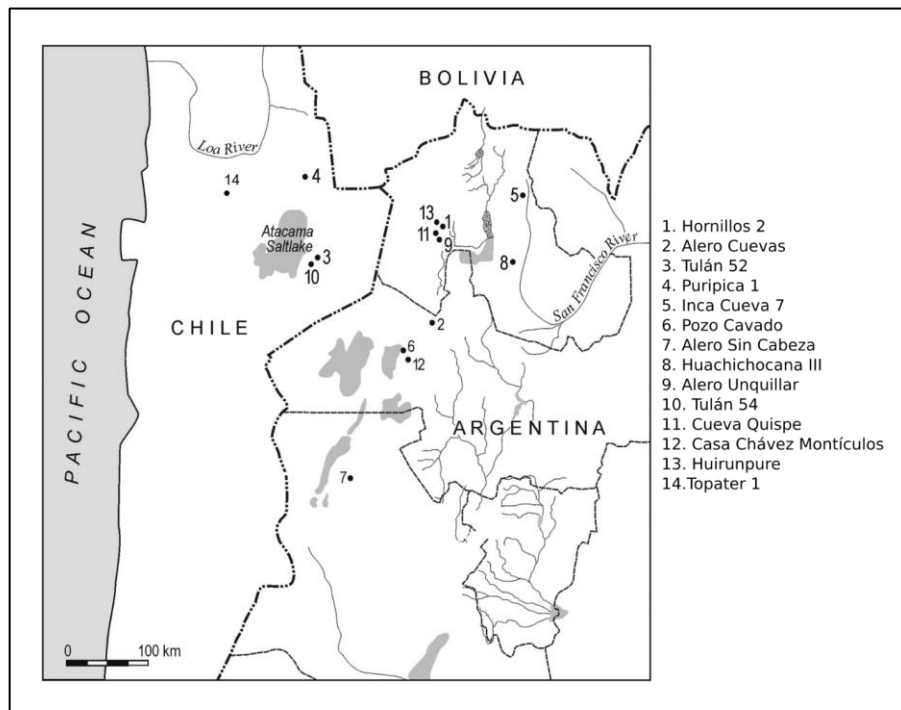 BOLIVIA
Loa River
14
4
5
13
1
11
9
Atacama
Saltlake
3
10
8
San Francisco River
PACIFIC OCEAN
CHILE
2
6
12
ARGENTINA
7
0 100 km
1. Hornillos 2
2. Alero Cuevas
3. Tulán 52
4. Puripica 1
5. Inca Cueva 7
6. Pozo Cavado
7. Alero Sin Cabeza
8. Huachichocana III
9. Alero Unquillar
10. Tulán 54
11. Cueva Quispe
12. Casa Chávez Montículos
13. Huirunpure
14.Topater 1